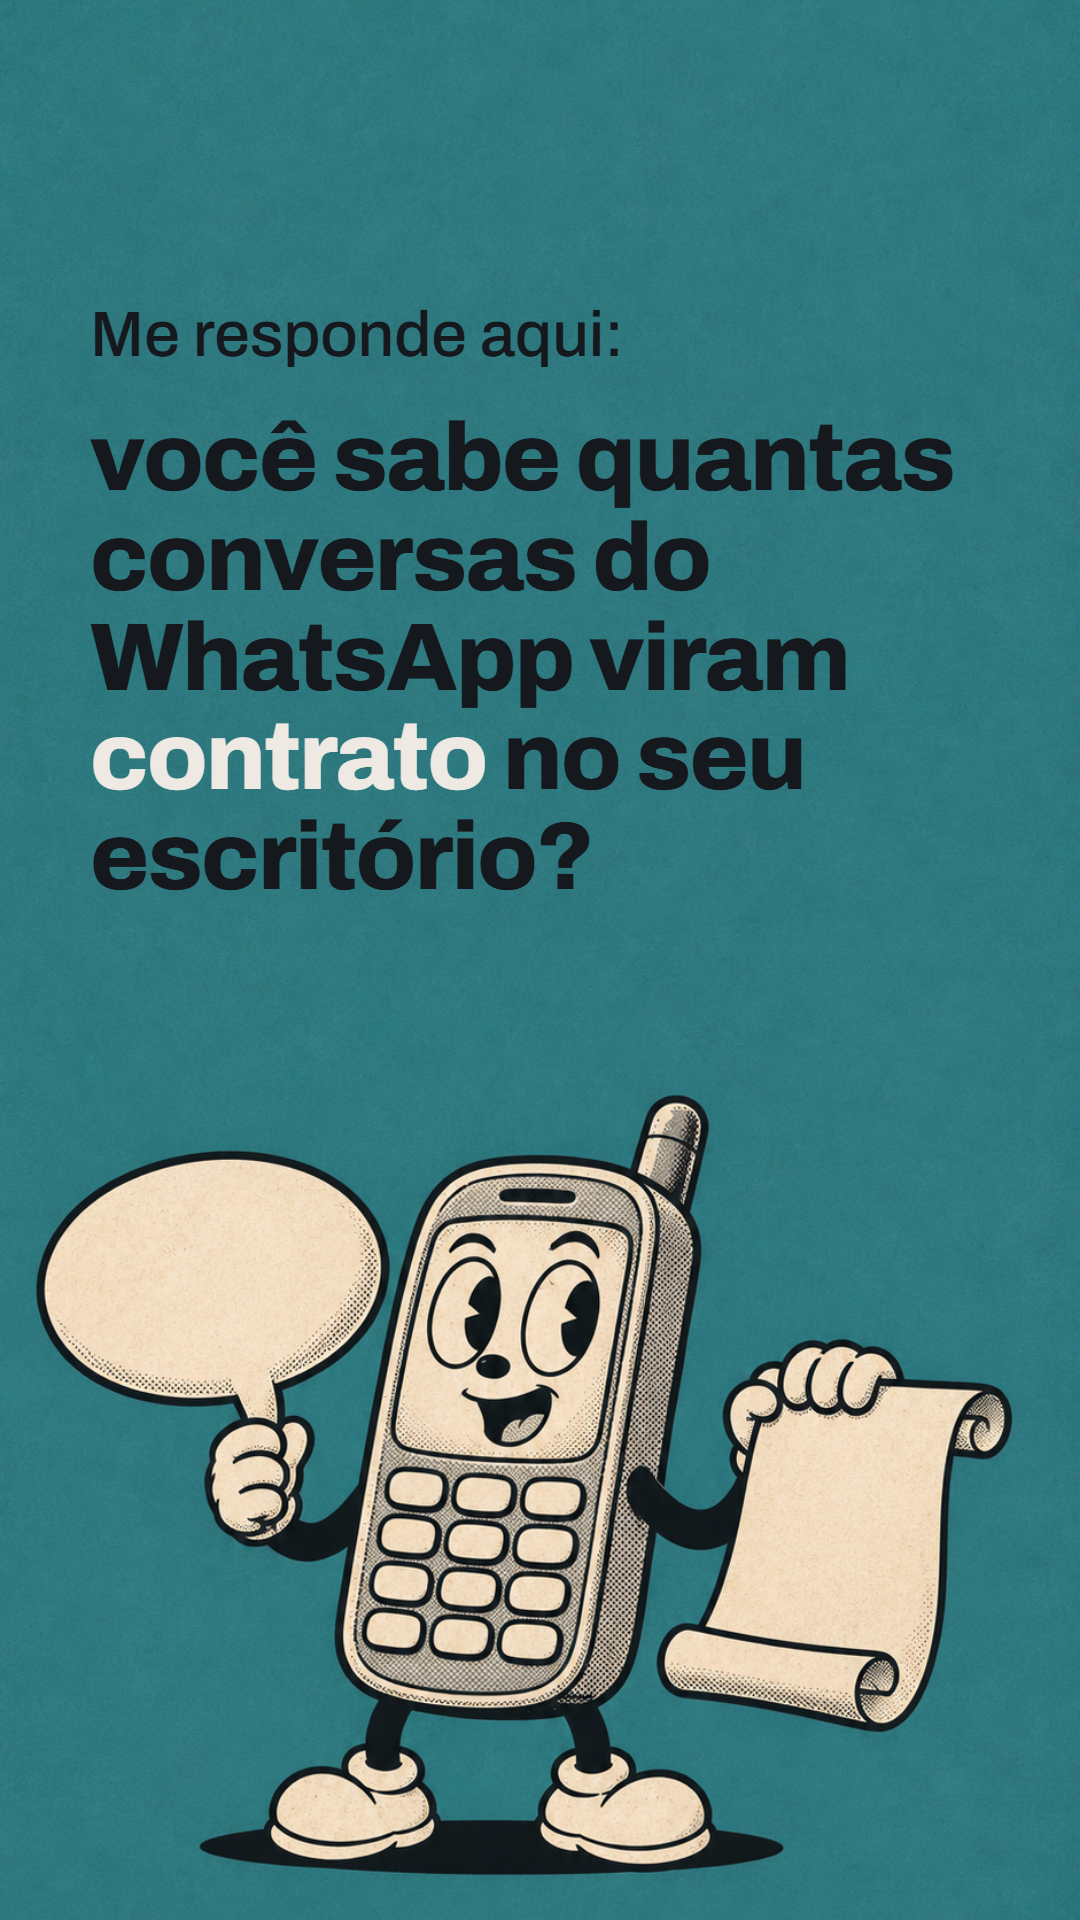 Me responde aqui:
você sabe quantas
conversas do
WhatsApp viram
contrato no seu
escritório?